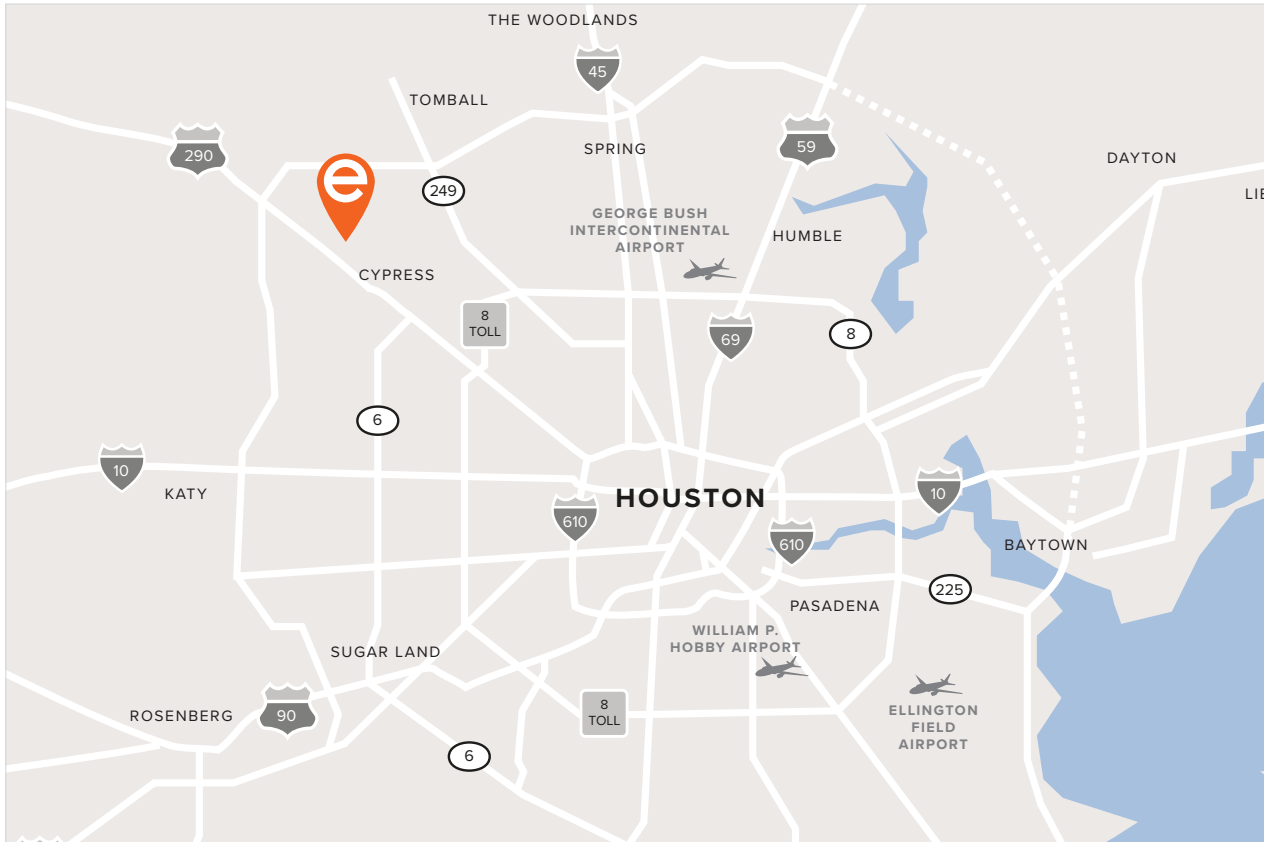 THE WOODLANDS
45
TOMBALL
290
SPRING
59
DAYTON
e
249
LIE
GEORGE BUSH
INTERCONTINENTAL
AIRPORT
HUMBLE
CYPRESS
8
TOLL
69
8
6
10
KATY
HOUSTON
10
610
610
BAYTOWN
225
PASADENA
WILLIAM P.
HOBBY AIRPORT
SUGAR LAND
ROSENBERG
90
8
TOLL
ELLINGTON
FIELD
AIRPORT
6